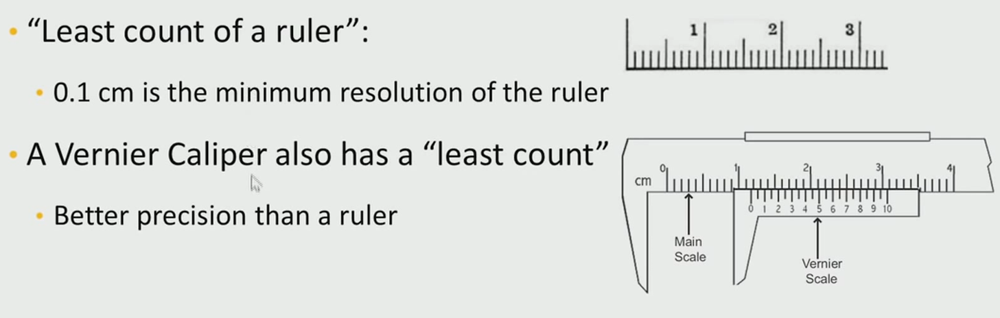 • “Least count of a ruler”:
• 0.1 cm is the minimum resolution of the ruler
• A Vernier Caliper also has a “least count”
• Better precision than a ruler
1 2 3
0 1 2 3 4
cm
0 1 2 3 4 5 6 7 8 9 10
Main
Scale
Vernier
Scale